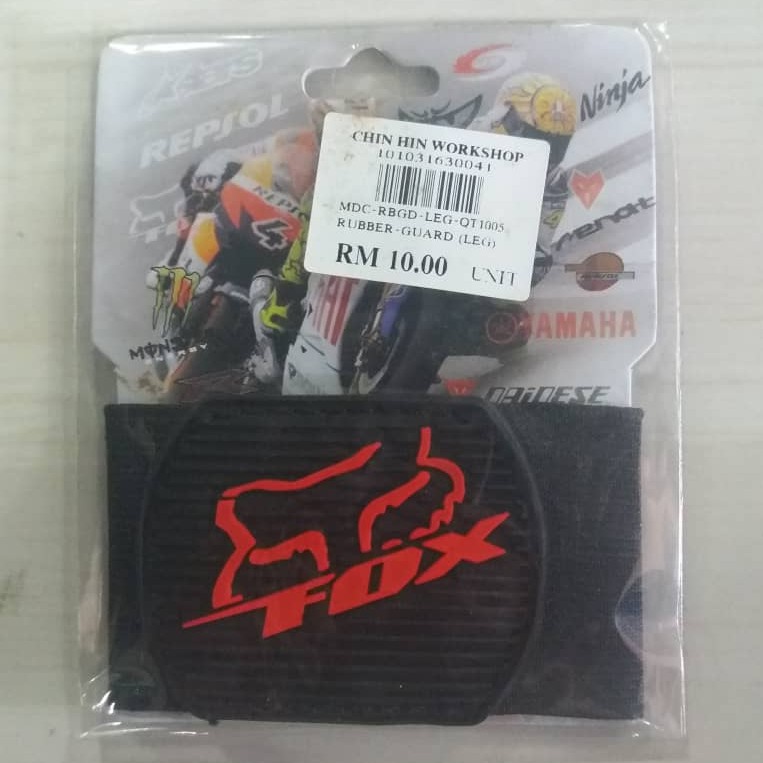 REPSOL
Ninja
CHIN HIN WORKSHOP
101031630041
MDC-RBGD-LEG-QT1005
RUBBER-GUARD (LEG)
RM 10.00 UNIT
4
YAMAHA
DAINESE
FOX